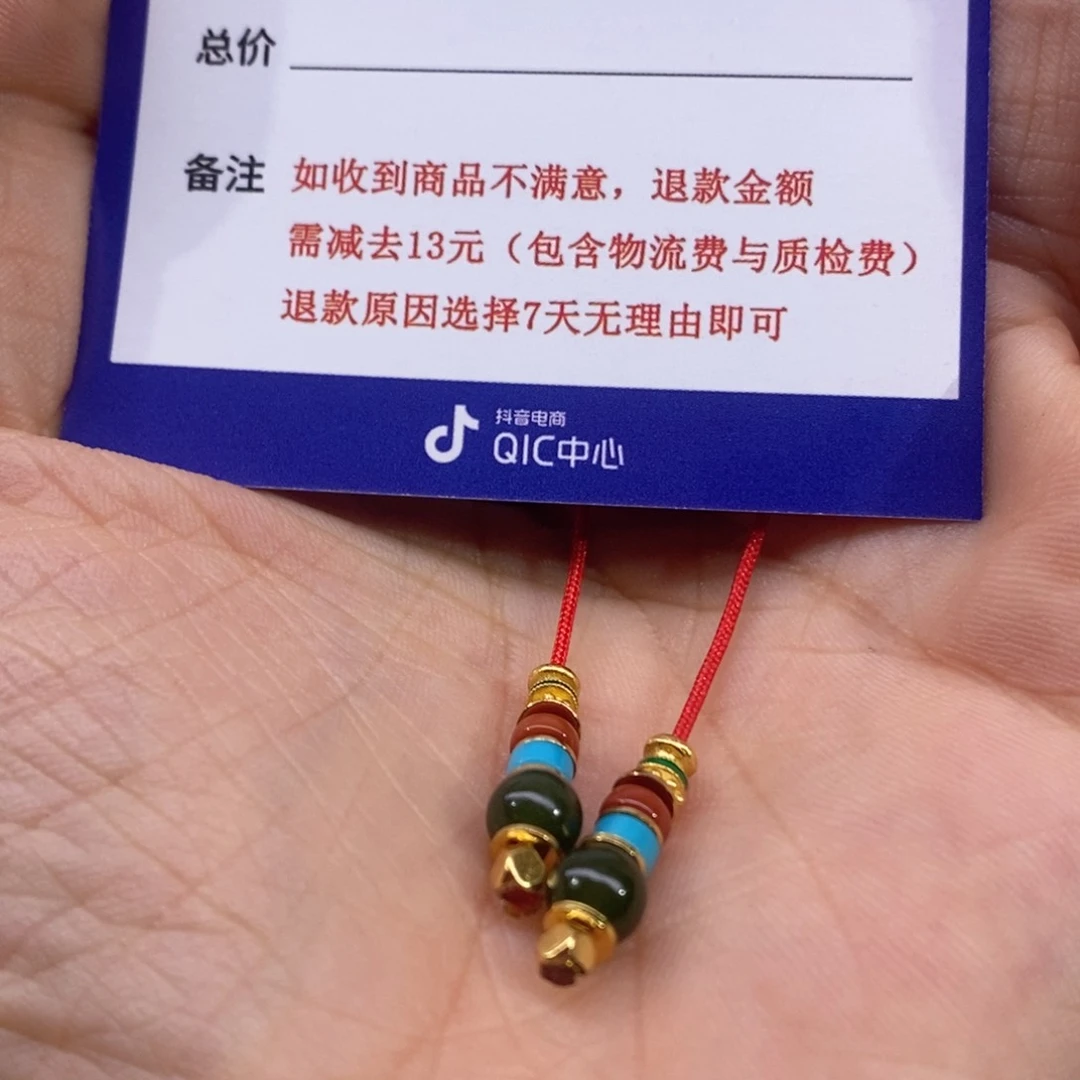 总价
备注 如收到商品不满意，退款金额
需减去13元（包含物流费与质检费）
退款原因选择7天无理由即可
抖音电商
QIC中心